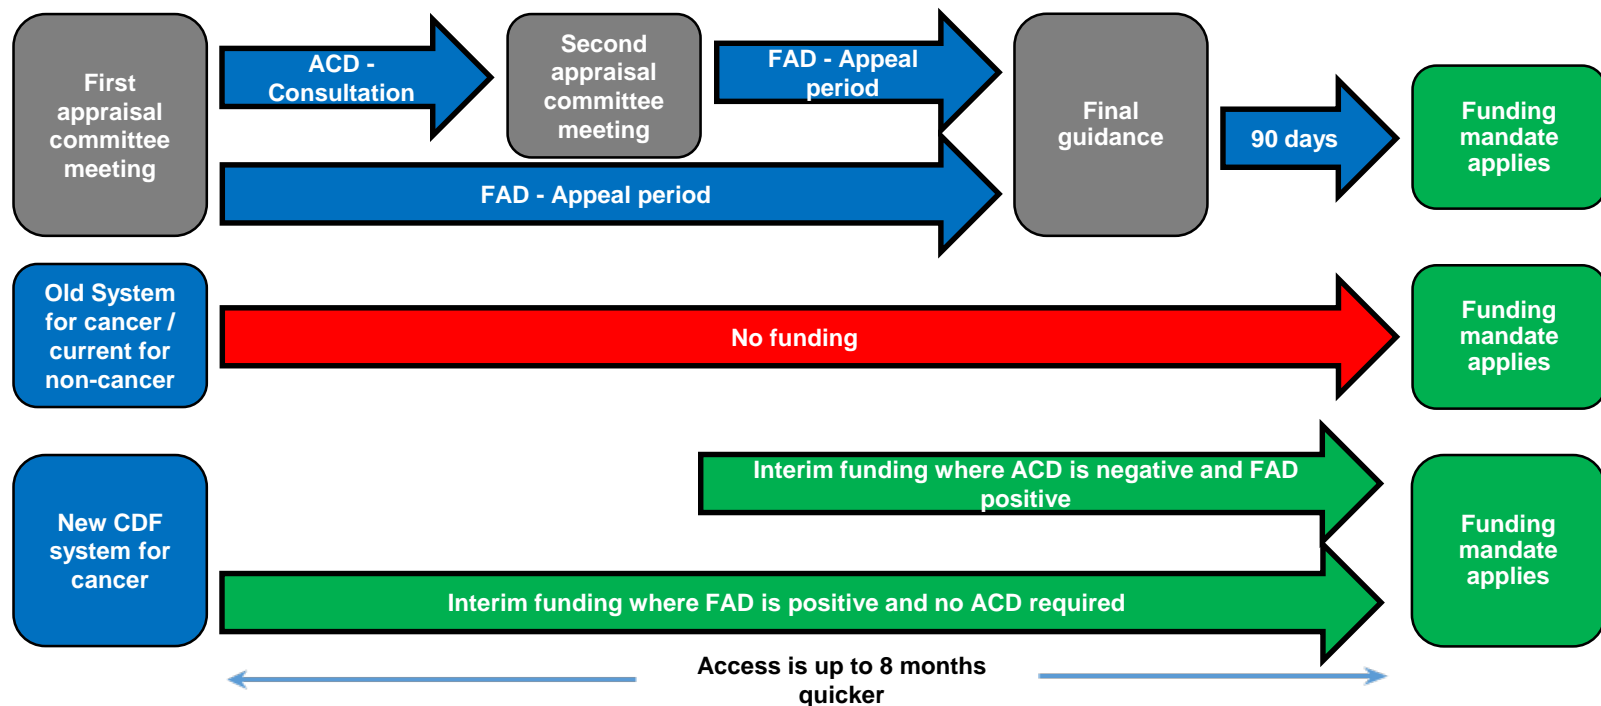 First
appraisal
committee
meeting
ACD -
Consultation
Second
appraisal
committee
meeting
FAD - Appeal
period
FAD - Appeal period
Final
guidance
90 days
Funding
mandate
applies
Old System
for cancer /
current for
non-cancer
No funding
Funding
mandate
applies
New CDF
system for
cancer
Interim funding where ACD is negative and FAD
positive
Interim funding where FAD is positive and no ACD required
Funding
mandate
applies
Access is up to 8 months
quicker